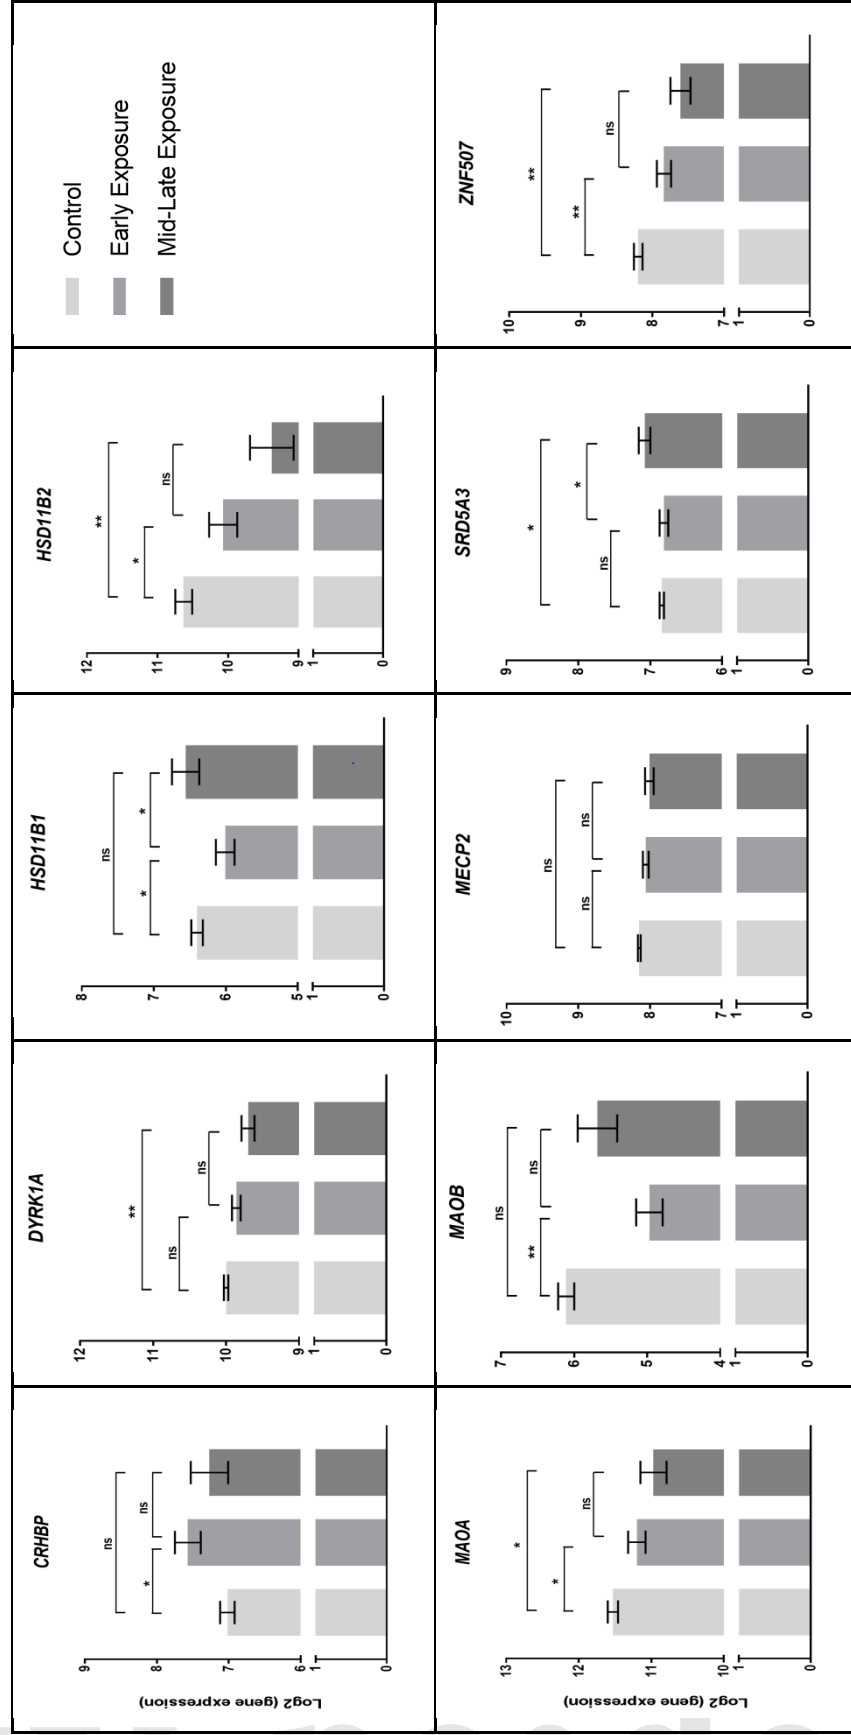 CRHBP
Log2 (gene expression)
9
8
7
6
1
0
ns
*
ns
DYRK1A
12
11
10
9
1
0
**
ns
ns
HSD11B1
8
7
6
5
1
0
ns
*
*
HSD11B2
12
11
10
9
1
0
**
*
ns
Control
Early Exposure
Mid-Late Exposure
MAOA
Log2 (gene expression)
13
12
11
10
1
0
*
*
ns
MAOB
7
6
5
4
1
0
ns
**
ns
MECP2
10
9
8
7
1
0
ns
ns
ns
SRD5A3
9
8
7
6
1
0
*
ns
*
ZNF507
10
9
8
7
1
0
**
**
ns